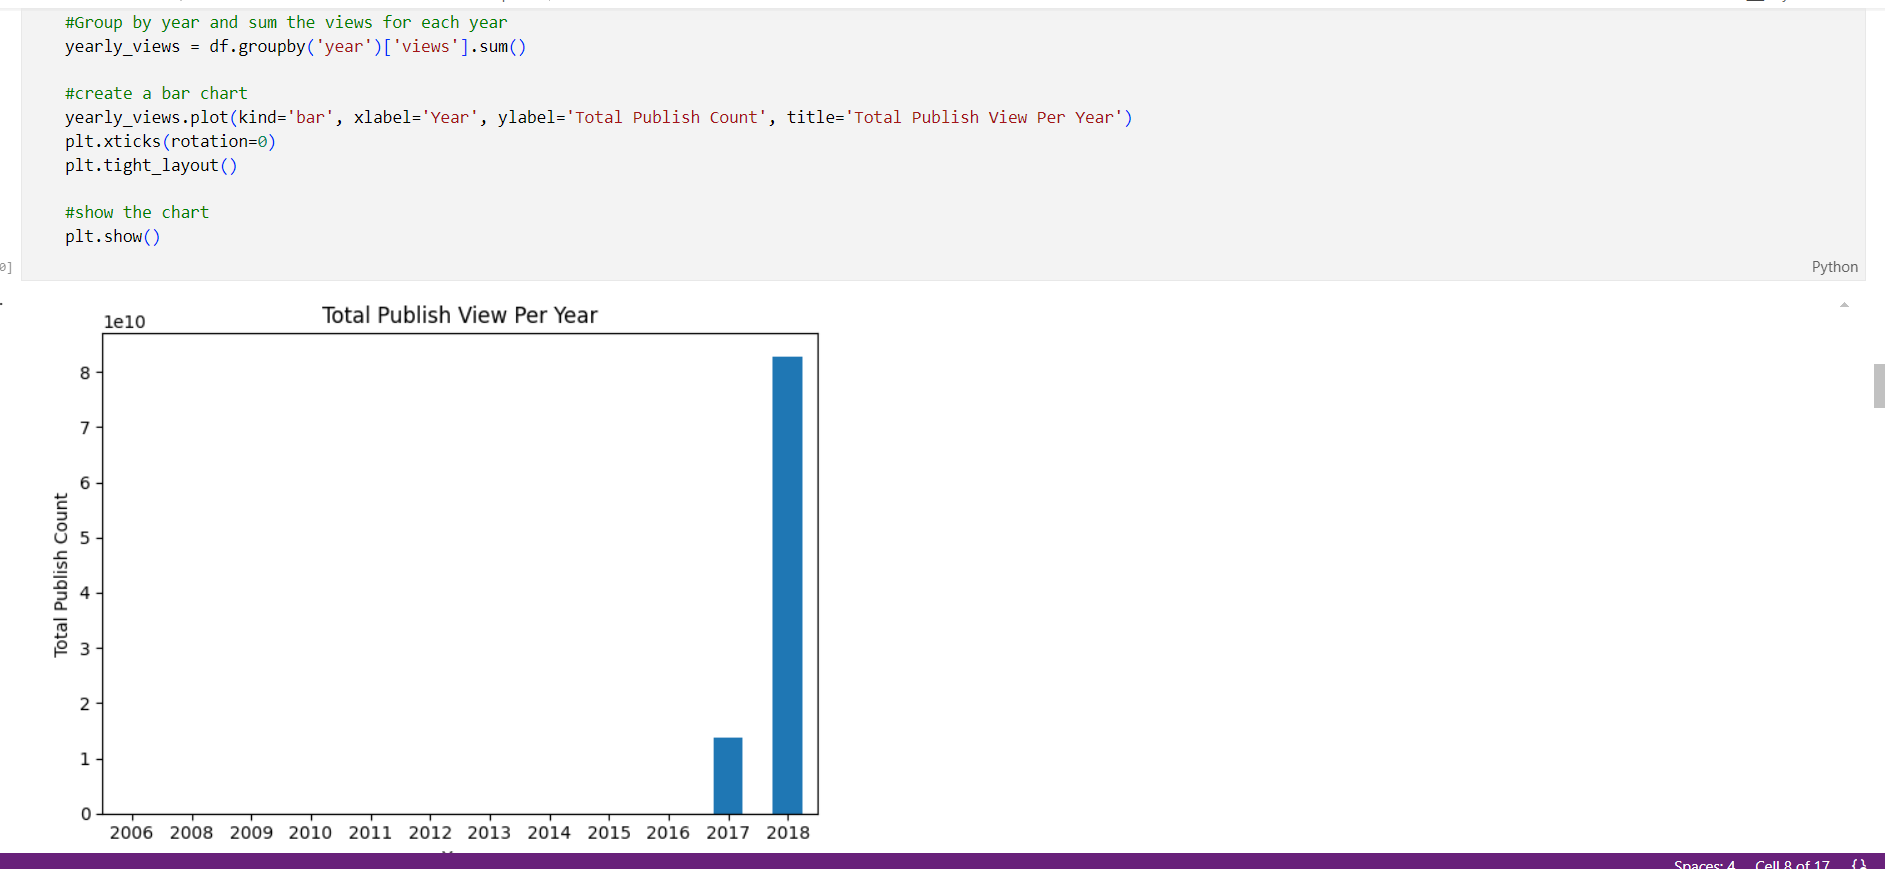 #Group by year and sum the views for each year
yearly_views = df.groupby('year')['views'].sum()
#create a bar chart
yearly_views.plot(kind='bar', xlabel='Year', ylabel='Total Publish Count', title='Total Publish View Per Year')
plt.xticks(rotation=0)
plt.tight_layout()
#show the chart
plt.show()
0]
Python
Total Publish View Per Year
1e10
8
7
6
5
4
3
2
1
0
Total Publish Count
2006 2008 2009 2010 2011 2012 2013 2014 2015 2016 2017 2018
Spaces: 4 Cell 8 of 17 {}